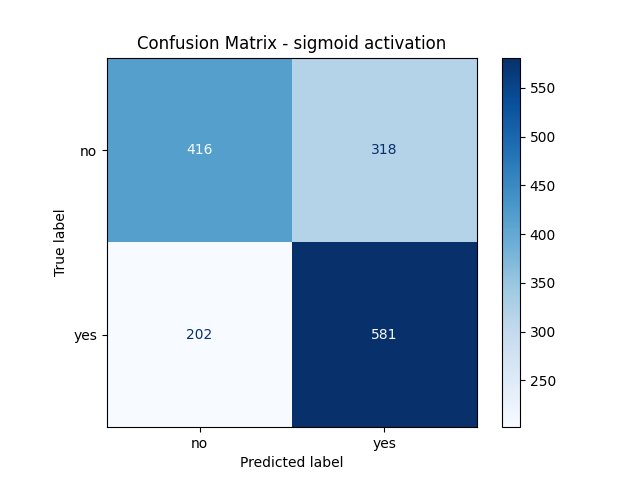 Confusion Matrix - sigmoid activation
True label
no
416
318
yes
202
581
no
yes
Predicted label
550
500
450
400
350
300
250